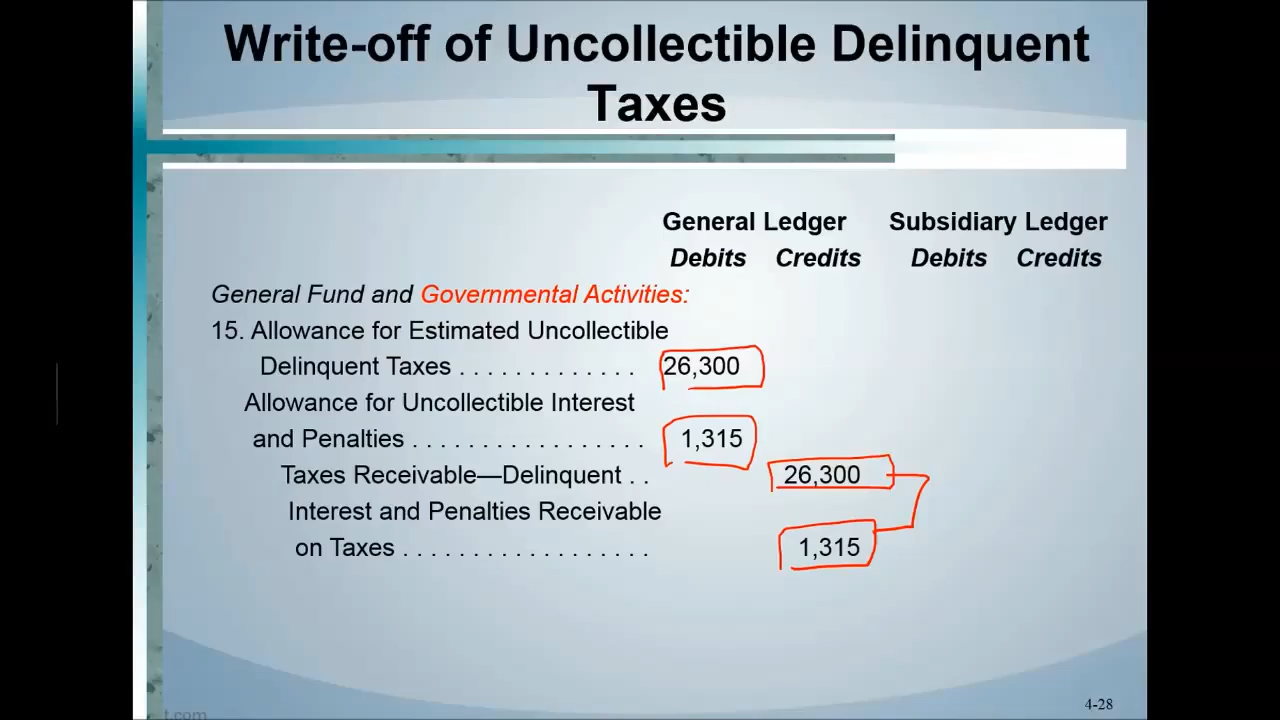 Write-off of Uncollectible Delinquent
Taxes
General Ledger Subsidiary Ledger
Debits Credits Debits Credits
General Fund and Governmental Activities:
15. Allowance for Estimated Uncollectible
Delinquent Taxes . . . . . . . . . . . . . 26,300
Allowance for Uncollectible Interest
and Penalties . . . . . . . . . . . . . . . . . 1,315
Taxes Receivable—Delinquent . . 26,300
Interest and Penalties Receivable
on Taxes . . . . . . . . . . . . . . . . . . 1,315
4-28
t.com